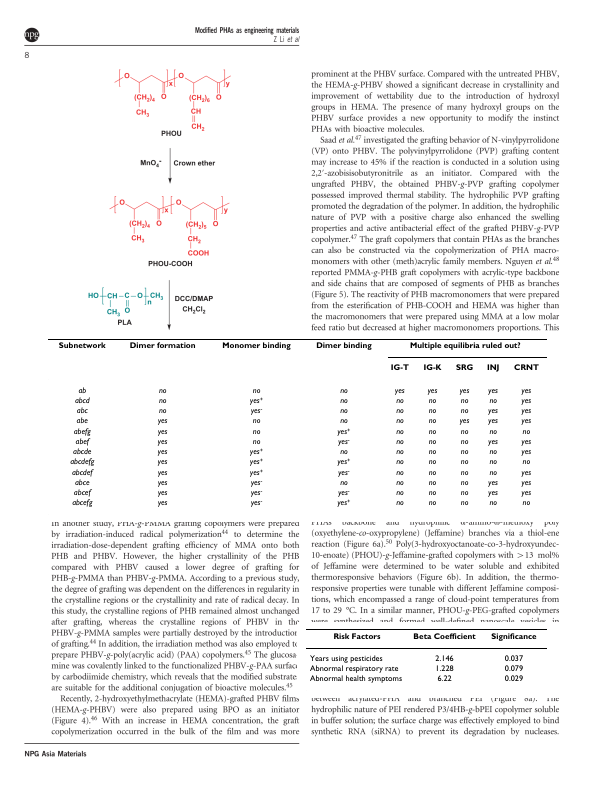 npg
Modified PHAs as engineering materials
Z Li et al
8
O
O
O
O
x
y
(CH2)4
O
(CH2)6
O
CH3
CH
CH2
PHOU
MnO4-
Crown ether
O
O
x
y
(CH2)4
O
(CH2)5
O
CH3
CH3
COOH
PHOU-COOH
HO
CH
C
O
CH3
n
CH3
O
PLA
DCC/DMAP
CH2Cl2
prominent at the PHBV surface. Compared with the untreated PHBV,
the HEMA-g-PHBV showed a significant decrease in crystallinity and
improvement of wettability due to the introduction of hydroxyl
groups in HEMA. The presence of many hydroxyl groups on the
PHBV surface provides a new opportunity to modify the instinct
PHAs with bioactive molecules.
Saad et al.47 investigated the grafting behavior of N-vinylpyrrolidone
(VP) onto PHBV. The polyvinylpyrrolidone (PVP) grafting content
may increase to 45% if the reaction is conducted in a solution using
2,2′-azobisisobutyronitrile as an initiator. Compared with the
ungrafted PHBV, the obtained PHBV-g-PVP grafting copolymer
possessed improved thermal stability. The hydrophilic PVP grafting
promoted the degradation of the polymer. In addition, the hydrophilic
nature of PVP with a positive charge also enhanced the swelling
properties and active antibacterial effect of the grafted PHBV-g-PVP
copolymer.47 The graft copolymers that contain PHAs as the branches
can also be constructed via the copolymerization of PHA macro-
monomers with other (meth)acrylic family members. Nguyen et al.48
reported PMMA-g-PHB graft copolymers with acrylic-type backbone
and side chains that are composed of segments of PHB as branches
(Figure 5). The reactivity of PHB macromonomers that were prepared
from the esterification of PHB-COOH and HEMA was higher than
the macromonomers that were prepared using MMA at a low molar
feed ratio but decreased at higher macromonomers proportions. This
Subnetwork Dimer formation Monomer binding Dimer binding Multiple equilibria ruled out?
IG-T IG-K SRG INJ CRNT
ab no no no yes yes yes yes yes
abcd no yes+ no no no no no yes
abc no yes- no no no no yes yes
abe yes no no no no yes yes yes
abefg yes no yes+ no no no no no
abef yes no yes- no no no yes yes
abcde yes yes+ no no no no no yes
abcdefg yes yes+ yes+ no no no no no
abcdef yes yes+ yes- no no no no yes
abce yes yes- no no no no yes yes
abcef yes yes- yes- no no no yes yes
abcefg yes yes- yes+ no no no no no
In another study, PHA-g-PMMA grafting copolymers were prepared
by irradiation-induced radical polymerization44 to determine the
irradiation-dose-dependent grafting efficiency of MMA onto both
PHB and PHBV. However, the higher crystallinity of the PHB
compared with PHBV caused a lower degree of grafting for
PHB-g-PMMA than PHBV-g-PMMA. According to a previous study,
the degree of grafting was dependent on the differences in regularity in
the crystalline regions or the crystallinity and rate of radical decay. In
this study, the crystalline regions of PHB remained almost unchanged
after grafting, whereas the crystalline regions of PHBV in the
PHBV-g-PMMA samples were partially destroyed by the introduction
of grafting.44 In addition, the irradiation method was also employed to
prepare PHBV-g-poly(acrylic acid) (PAA) copolymers.45 The glucosa-
mine was covalently linked to the functionalized PHBV-g-PAA surface
by carbodiimide chemistry, which reveals that the modified substrates
are suitable for the additional conjugation of bioactive molecules.45
Recently, 2-hydroxyethylmethacrylate (HEMA)-grafted PHBV films
(HEMA-g-PHBV) were also prepared using BPO as an initiator
(Figure 4).46 With an increase in HEMA concentration, the graft
copolymerization occurred in the bulk of the film and was more
PHAs backbone and hydrophilic α-amino-ω-methoxy poly
(oxyethylene-co-oxypropylene) (Jeffamine) branches via a thiol-ene
reaction (Figure 6a).50 Poly(3-hydroxyoctanoate-co-3-hydroxyundec-
10-enoate) (PHOU)-g-Jeffamine-grafted copolymers with >13 mol%
of Jeffamine were determined to be water soluble and exhibited
thermoresponsive behaviors (Figure 6b). In addition, the thermo-
responsive properties were tunable with different Jeffamine composi-
tions, which encompassed a range of cloud-point temperatures from
17 to 29 °C. In a similar manner, PHOU-g-PEG-grafted copolymers
were synthesized and formed well-defined nanoscale vesicles in
Risk Factors Beta Coefficient Significance
Years using pesticides 2.146 0.037
Abnormal respiratory rate 1.228 0.079
Abnormal health symptoms 6.22 0.029
between acrylated-PHA and branched PEI (Figure 8a). The
hydrophilic nature of PEI rendered P3/4HB-g-bPEI copolymer soluble
in buffer solution; the surface charge was effectively employed to bind
synthetic RNA (siRNA) to prevent its degradation by nucleases.
NPG Asia Materials